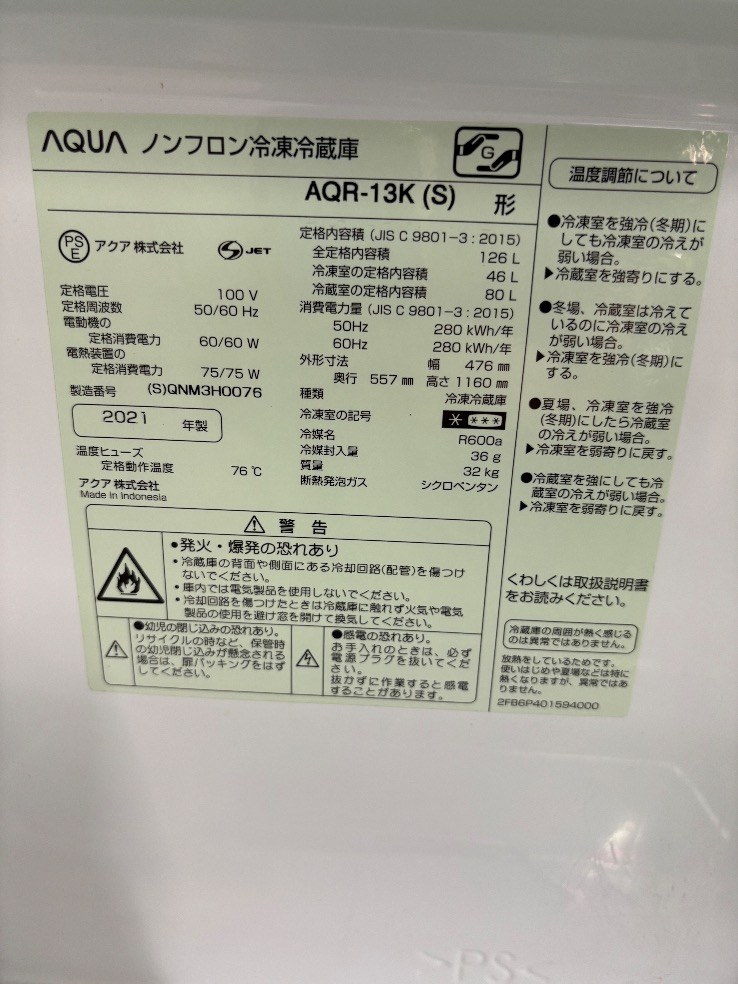 AQUA ノンフロン冷凍冷蔵庫
G
AQR-13K (S) 形
PS
E
アクア 株式会社
S JET
定格電圧 100 V
定格周波数 50/60 Hz
電動機の
定格消費電力 60/60 W
電熱装置の
定格消費電力 75/75 W
製造番号 (S)QNM3H0076
2021 年製
温度ヒューズ
定格動作温度 76 ℃
アクア 株式会社
Made in Indonesia
定格内容積 (JIS C 9801-3 : 2015)
全定格内容積 126 L
冷凍室の定格内容積 46 L
冷蔵室の定格内容積 80 L
消費電力量 (JIS C 9801-3 : 2015)
50Hz 280 kWh/年
60Hz 280 kWh/年
外形寸法 幅 476 mm
奥行 557 mm 高さ 1160 mm
種類 冷凍冷蔵庫
冷凍室の記号
冷媒名 R600a
冷媒封入量 36 g
質量 32 kg
断熱発泡ガス シクロペンタン
警 告
●発火・爆発の恐れあり
・冷蔵庫の背面や側面にある冷却回路(配管)を傷つけ
ないでください。
・庫内では電気製品を使用しないでください。
・冷却回路を傷つけたときは冷蔵庫に触れず火気や電気
製品の使用を避け窓を開けて換気してください。
●幼児の閉じ込みの恐れあり。
リサイクルの時など、保管時
の幼児閉じ込みが懸念される
場合は、扉パッキングをはず
してください。
●感電の恐れあり。
お手入れのときは、必ず
電源プラグを抜いてくだ
さい。
抜かずに作業すると感電
することがあります。
温度調節について
●冷凍室を強冷(冬期)に
しても冷凍室の冷えが
弱い場合。
▶冷蔵室を強寄りにする。
●冬場、冷蔵室は冷えて
いるのに冷凍室の冷え
が弱い場合。
▶冷凍室を強冷(冬期)に
する。
●夏場、冷凍室を強冷
(冬期)にしたら冷蔵室
の冷えが弱い場合。
▶冷凍室を弱寄りに戻す。
●冷蔵室を強にしても冷
蔵室の冷えが弱い場合。
▶冷凍室を弱寄りに戻す。
くわしくは取扱説明書
をお読みください。
冷蔵庫の周囲が熱く感じる
のは異常ではありません。
放熱をしているためです。
使いはじめや夏場などは特に
熱くなりますが、異常ではあ
りません。
2FB6P401594000
>PS<